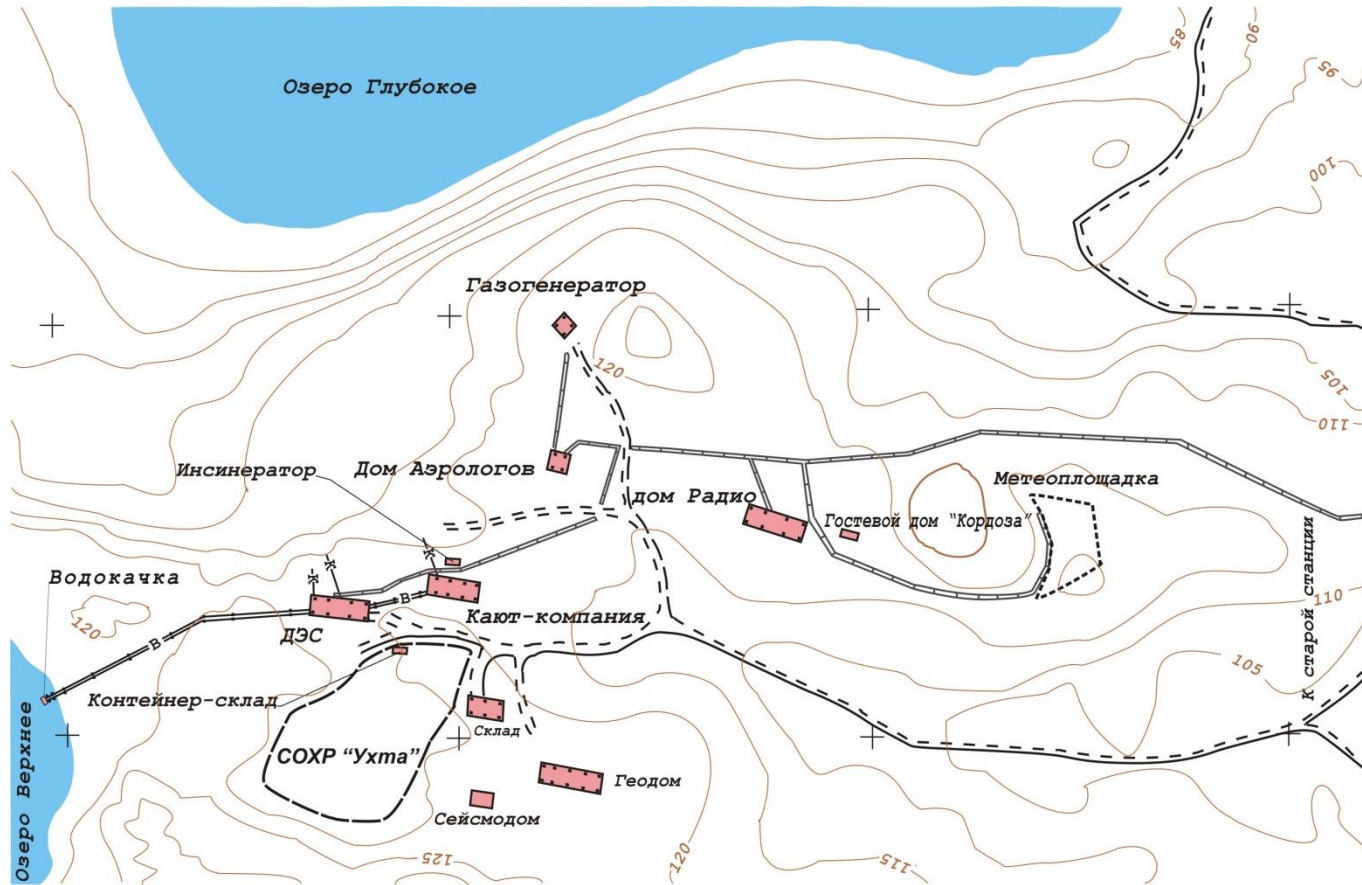 85
90
95
Озеро Глубокое
100
Газогенератор
120
105
110
Инсинератор
Дом Аэрологов
дом Радио
Метеоплощадка
Гостевой дом "Кордоза"
К
К
К
Водокачка
В
110
120
Кают-компания
ДЭС
В
К старой станции
105
Контейнер-склад
Склад
СОХР "Ухта"
Геодом
Сейсмодом
Озеро Верхнее
125
120
115